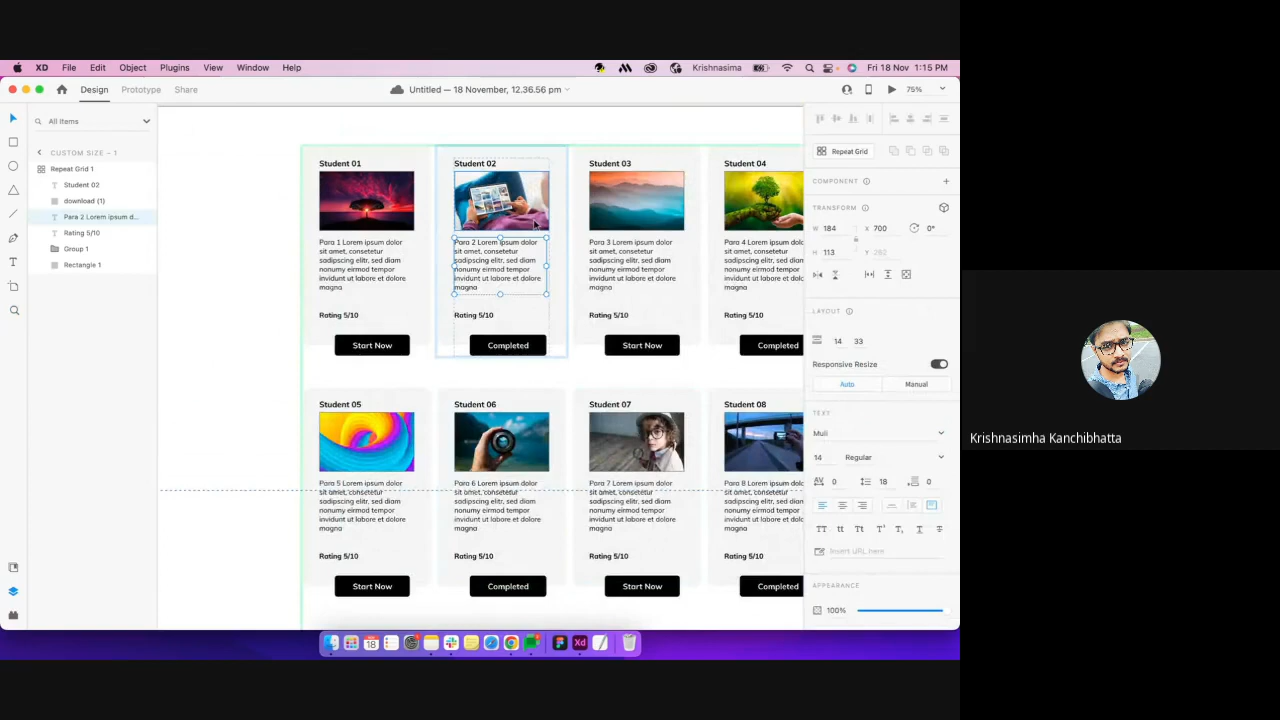 XD File Edit Object Plugins View Window Help Krishnasima Fri 18 Nov 1:15 PM
Design Prototype Share Untitled — 18 November, 12.36.56 pm 75%
All Items
CUSTOM SIZE – 1
Repeat Grid 1
Student 02
download (1)
Para 2 Lorem ipsum d...
Rating 5/10
Group 1
Rectangle 1
Student 01 Student 02 Student 03 Student 04
Para 1 Lorem ipsum dolor Para 2 Lorem ipsum dolor Para 3 Lorem ipsum dolor Para 4 Lorem ipsum dolor
sit amet, consetetur sit amet, consetetur sit amet, consetetur sit amet, consetetur
sadipscing elitr, sed diam sadipscing elitr, sed diam sadipscing elitr, sed diam sadipscing elitr, sed diam
nonumy eirmod tempor nonumy eirmod tempor nonumy eirmod tempor nonumy eirmod tempor
invidunt ut labore et dolore invidunt ut labore et dolore invidunt ut labore et dolore invidunt ut labore et dolore
magna magna magna magna
Rating 5/10 Rating 5/10 Rating 5/10 Rating 5/10
Start Now Completed Start Now Completed
Student 05 Student 06 Student 07 Student 08
Para 5 Lorem ipsum dolor Para 6 Lorem ipsum dolor Para 7 Lorem ipsum dolor Para 8 Lorem ipsum dolor
sit amet, consetetur sit amet, consetetur sit amet, consetetur sit amet, consetetur
sadipscing elitr, sed diam sadipscing elitr, sed diam sadipscing elitr, sed diam sadipscing elitr, sed diam
nonumy eirmod tempor nonumy eirmod tempor nonumy eirmod tempor nonumy eirmod tempor
invidunt ut labore et dolore invidunt ut labore et dolore invidunt ut labore et dolore invidunt ut labore et dolore
magna magna magna magna
Rating 5/10 Rating 5/10 Rating 5/10 Rating 5/10
Start Now Completed Start Now Completed
Repeat Grid
COMPONENT
TRANSFORM
W 184 X 700 0°
H 113 Y 262
LAYOUT
14 33
Responsive Resize
Auto Manual
TEXT
Muli
14 Regular
0 18 0
Insert URL here
APPEARANCE
100%
18
Xd
Krishnasimha Kanchibhatta